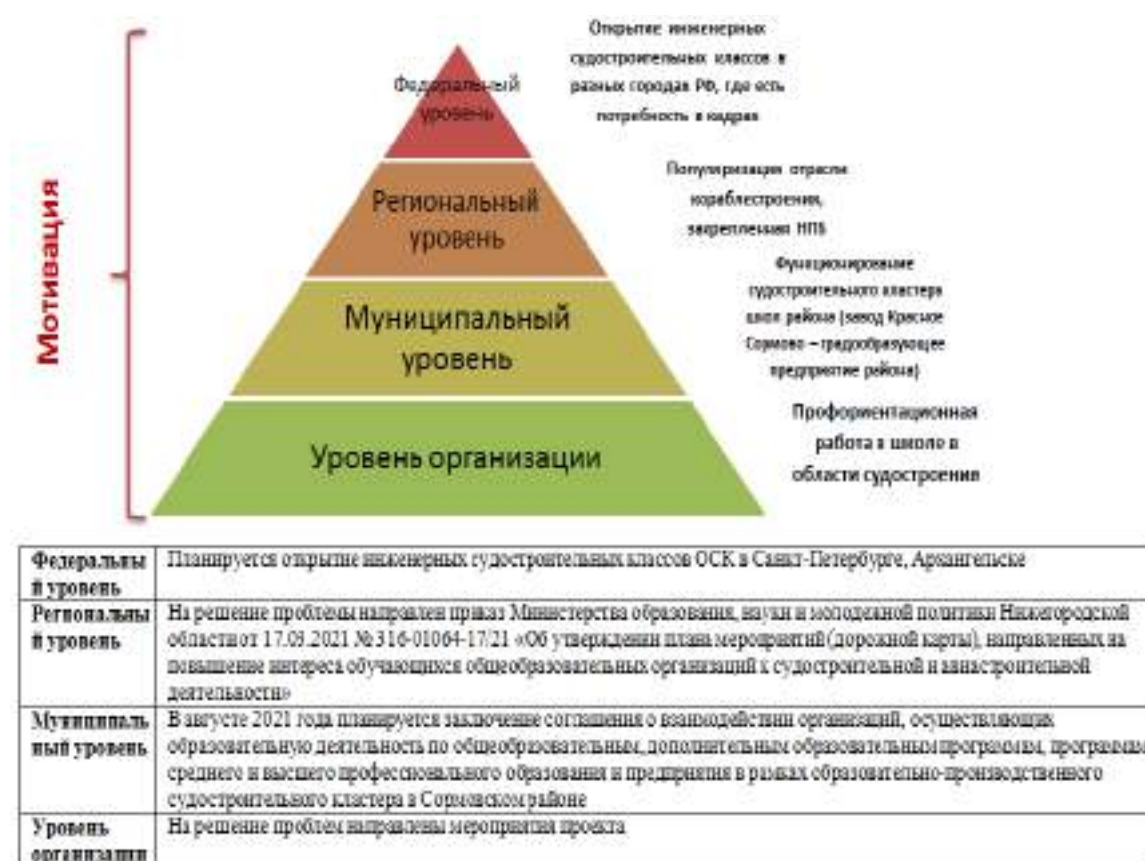 Мотивация
Федеральный
уровень
Открытие инженерных
судостроительных классов в
разных городах РФ, где есть
потребность в кадрах
Региональный
уровень
Популяризация отрасли
кораблестроения,
закрепленная НПБ
Муниципальный
уровень
Функционирование
судостроительного кластера
школ района (завод Красное
Сормово – градообразующее
предприятие района)
Уровень организации
Профориентационная
работа в школе в
области судостроения
Федеральны
й уровень
Планируется открытие инженерных судостроительных классов ОСК в Санкт-Петербурге, Архангельске
Региональны
й уровень
На решение проблемы направлен приказ Министерства образования, науки и молодежной политики Нижегородской
области от 17.03.2021 № 316-01064-17/21 «Об утверждении плана мероприятий (дорожной карты), направленных на
повышение интереса обучающихся общеобразовательных организаций к судостроительной и авиастроительной
деятельности»
Муниципаль
ный уровень
В августе 2021 года планируется заключение соглашения о взаимодействии организаций, осуществляющих
образовательную деятельность по общеобразовательным, дополнительным образовательным программам, программам
среднего и высшего профессионального образования и предприятия в рамках образовательно-производственного
судостроительного кластера в Сормовском районе
Уровень
организации
На решение проблем направлены мероприятия проекта